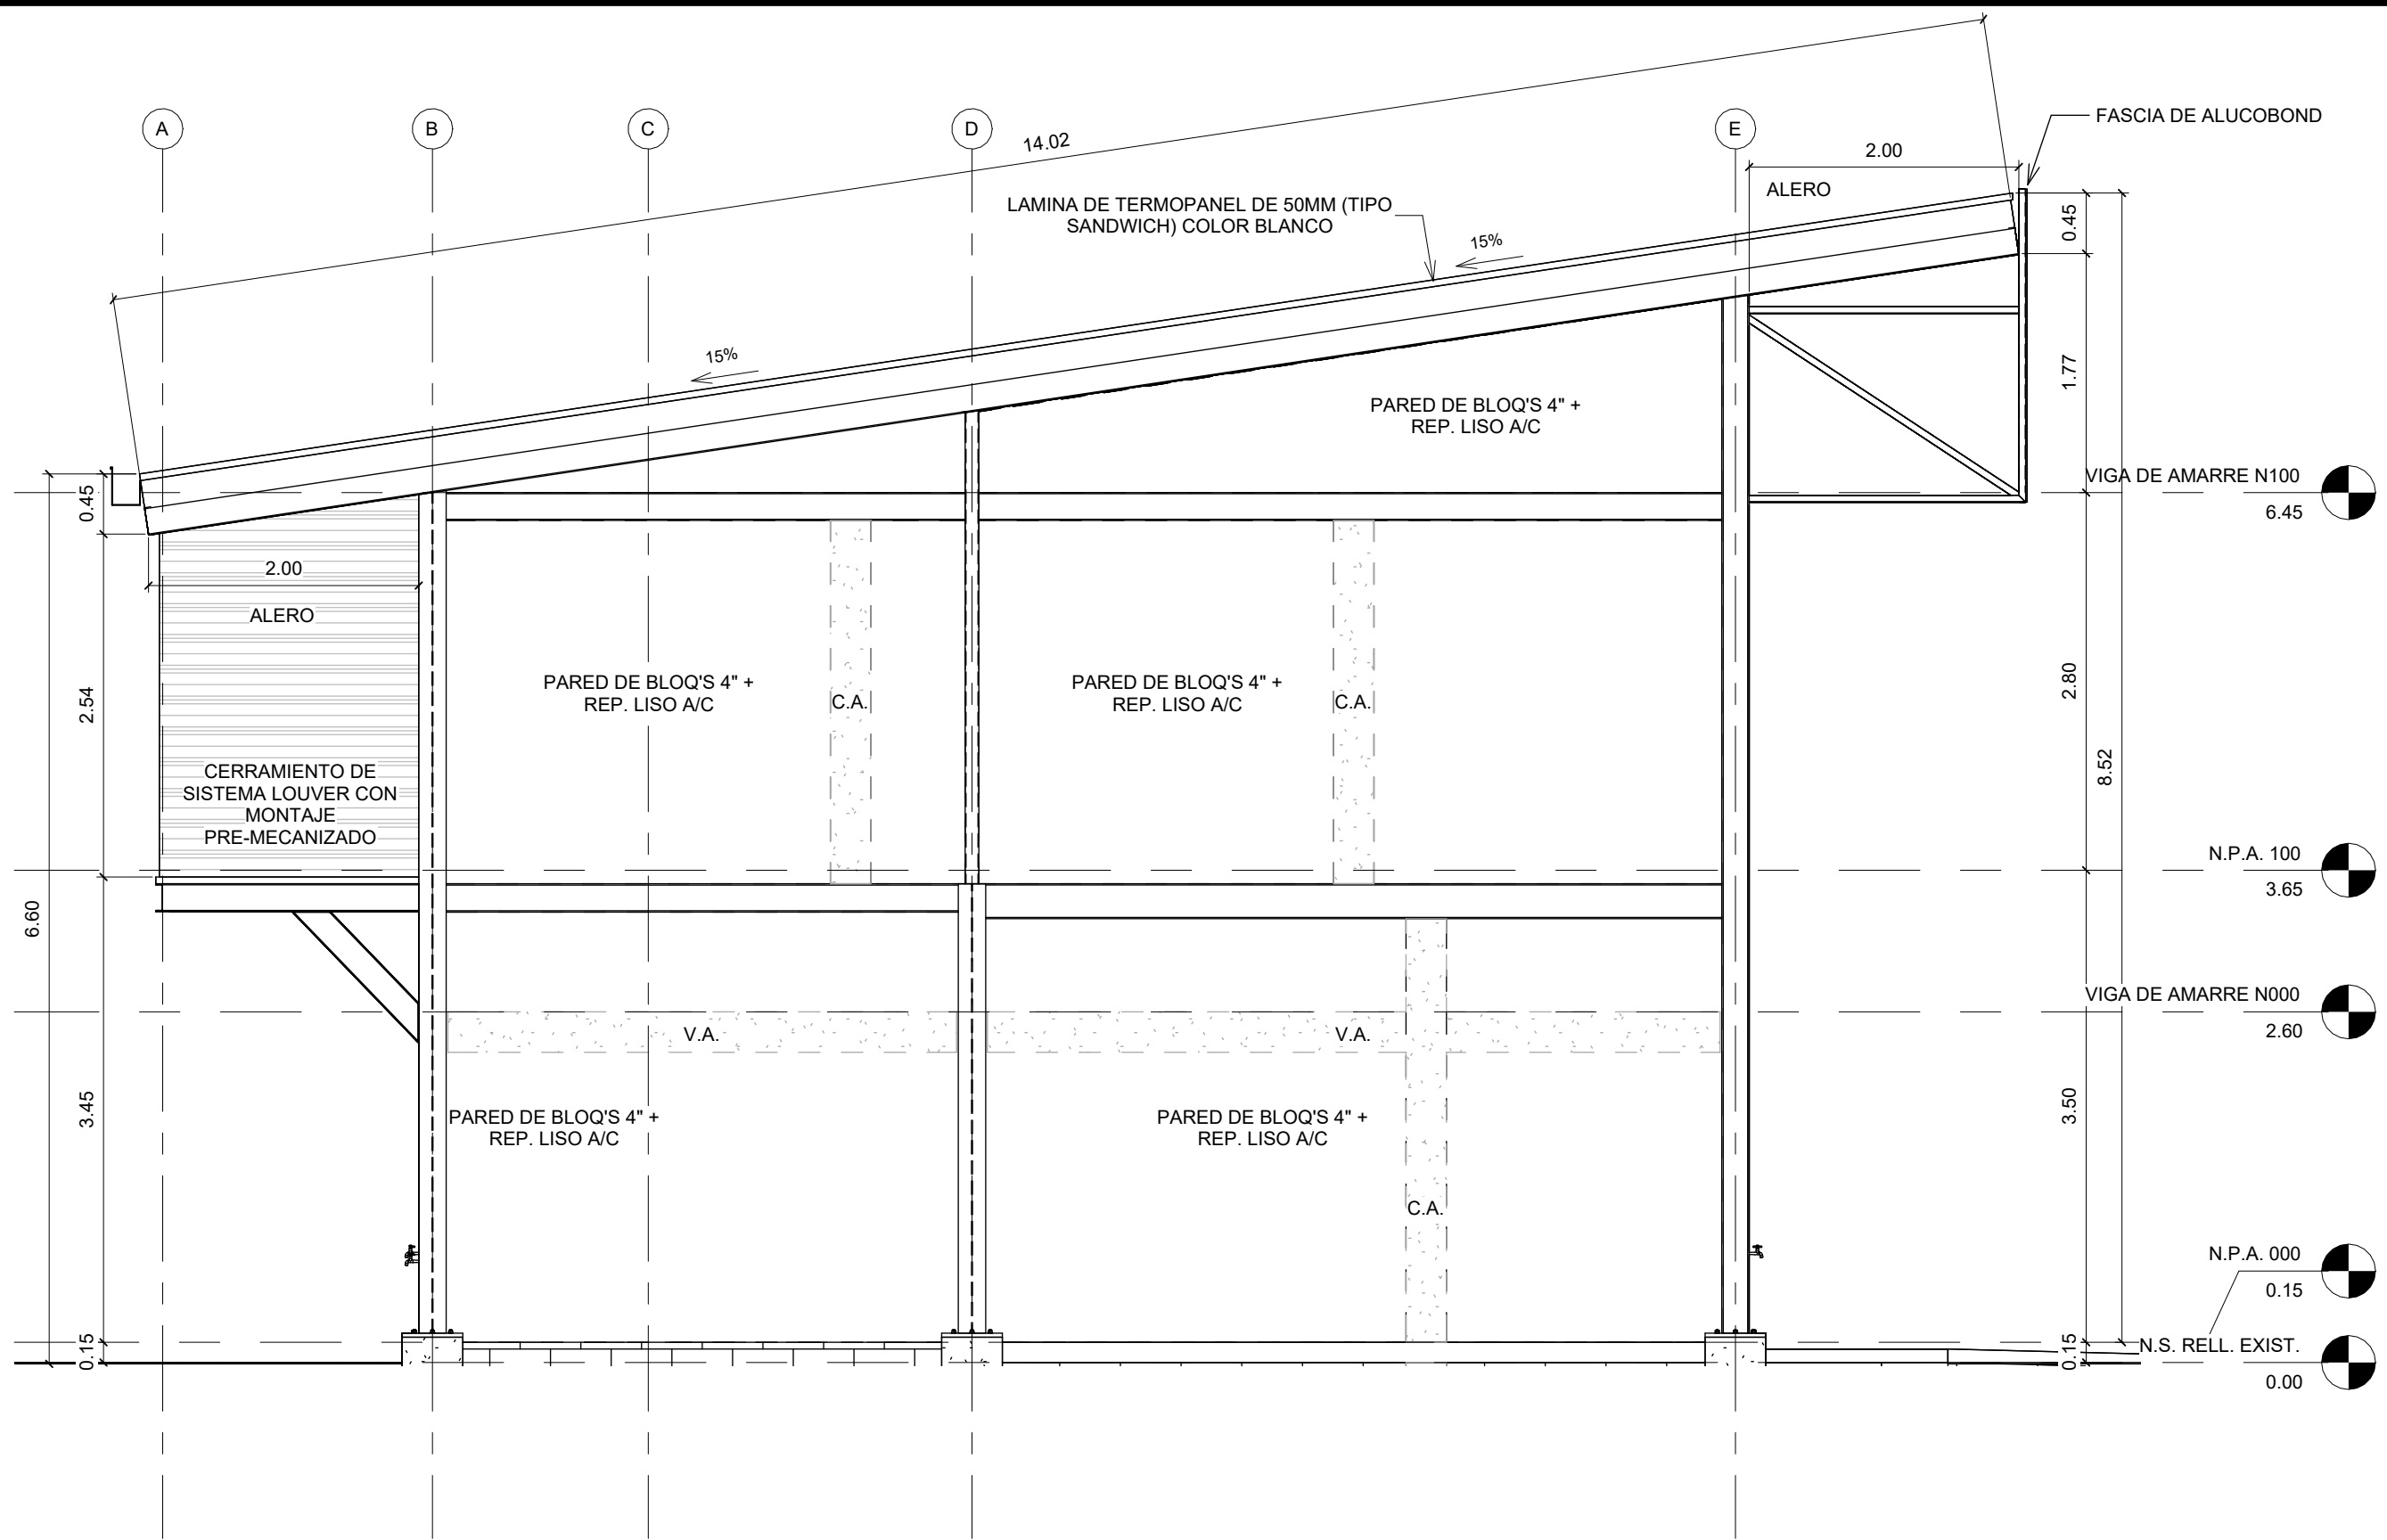 A
B
C
D
E
14.02
2.00
FASCIA DE ALUCOBOND
ALERO
LAMINA DE TERMOPANEL DE 50MM (TIPO
SANDWICH) COLOR BLANCO
15%
0.45
15%
1.77
PARED DE BLOQ'S 4" +
REP. LISO A/C
VIGA DE AMARRE N100
6.45
0.45
2.00
ALERO
2.54
PARED DE BLOQ'S 4" +
REP. LISO A/C
C.A.
PARED DE BLOQ'S 4" +
REP. LISO A/C
C.A.
2.80
8.52
CERRAMIENTO DE
SISTEMA LOUVER CON
MONTAJE
PRE-MECANIZADO
N.P.A. 100
3.65
6.60
VIGA DE AMARRE N000
2.60
V.A.
V.A.
3.45
PARED DE BLOQ'S 4" +
REP. LISO A/C
PARED DE BLOQ'S 4" +
REP. LISO A/C
3.50
C.A.
N.P.A. 000
0.15
0.15
0.15
N.S. RELL. EXIST.
0.00